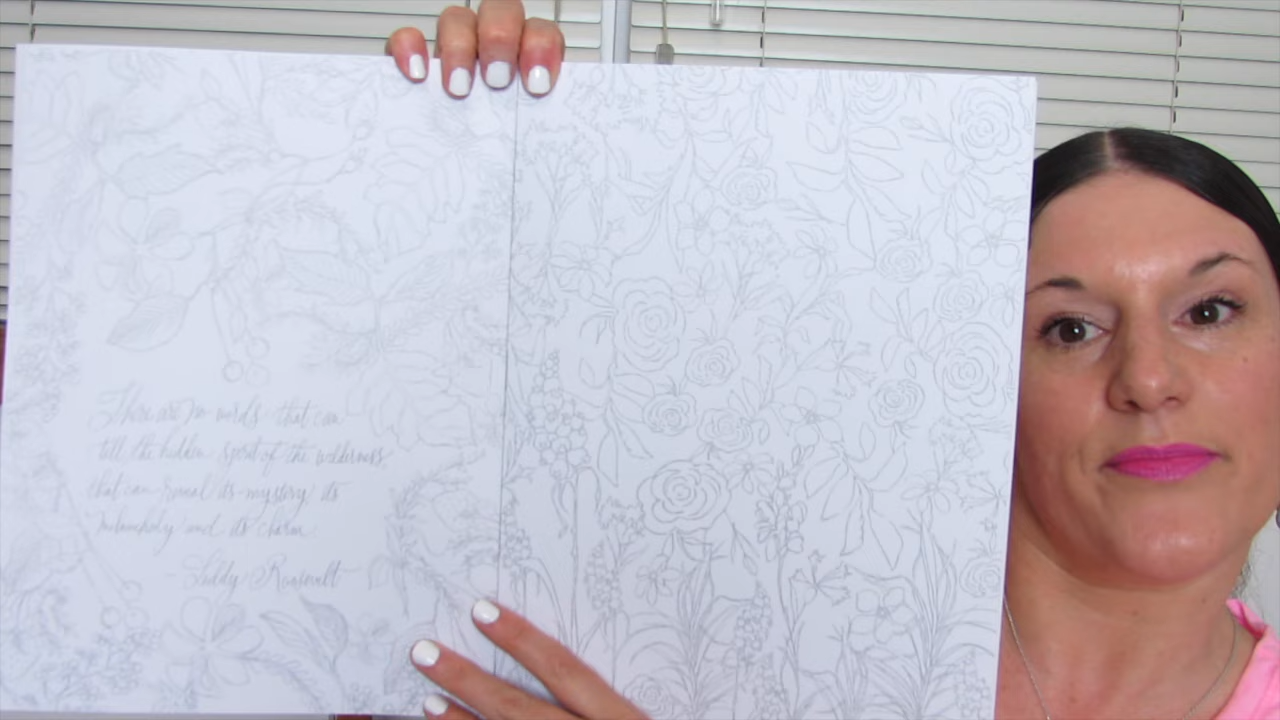 There are no words that can
tell the hidden spirit of the wilderness,
that can reveal its mystery its
melancholy and its charm.
- Teddy Roosevelt